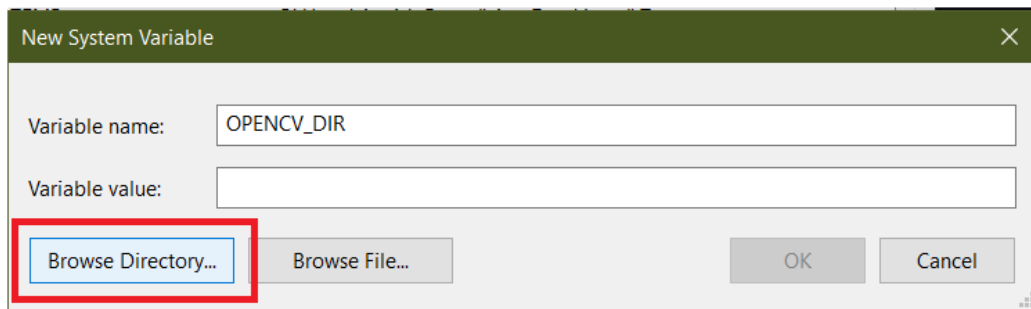 New System Variable
Variable name:
OPENCV_DIR
Variable value:
Browse Directory...
Browse File...
OK
Cancel